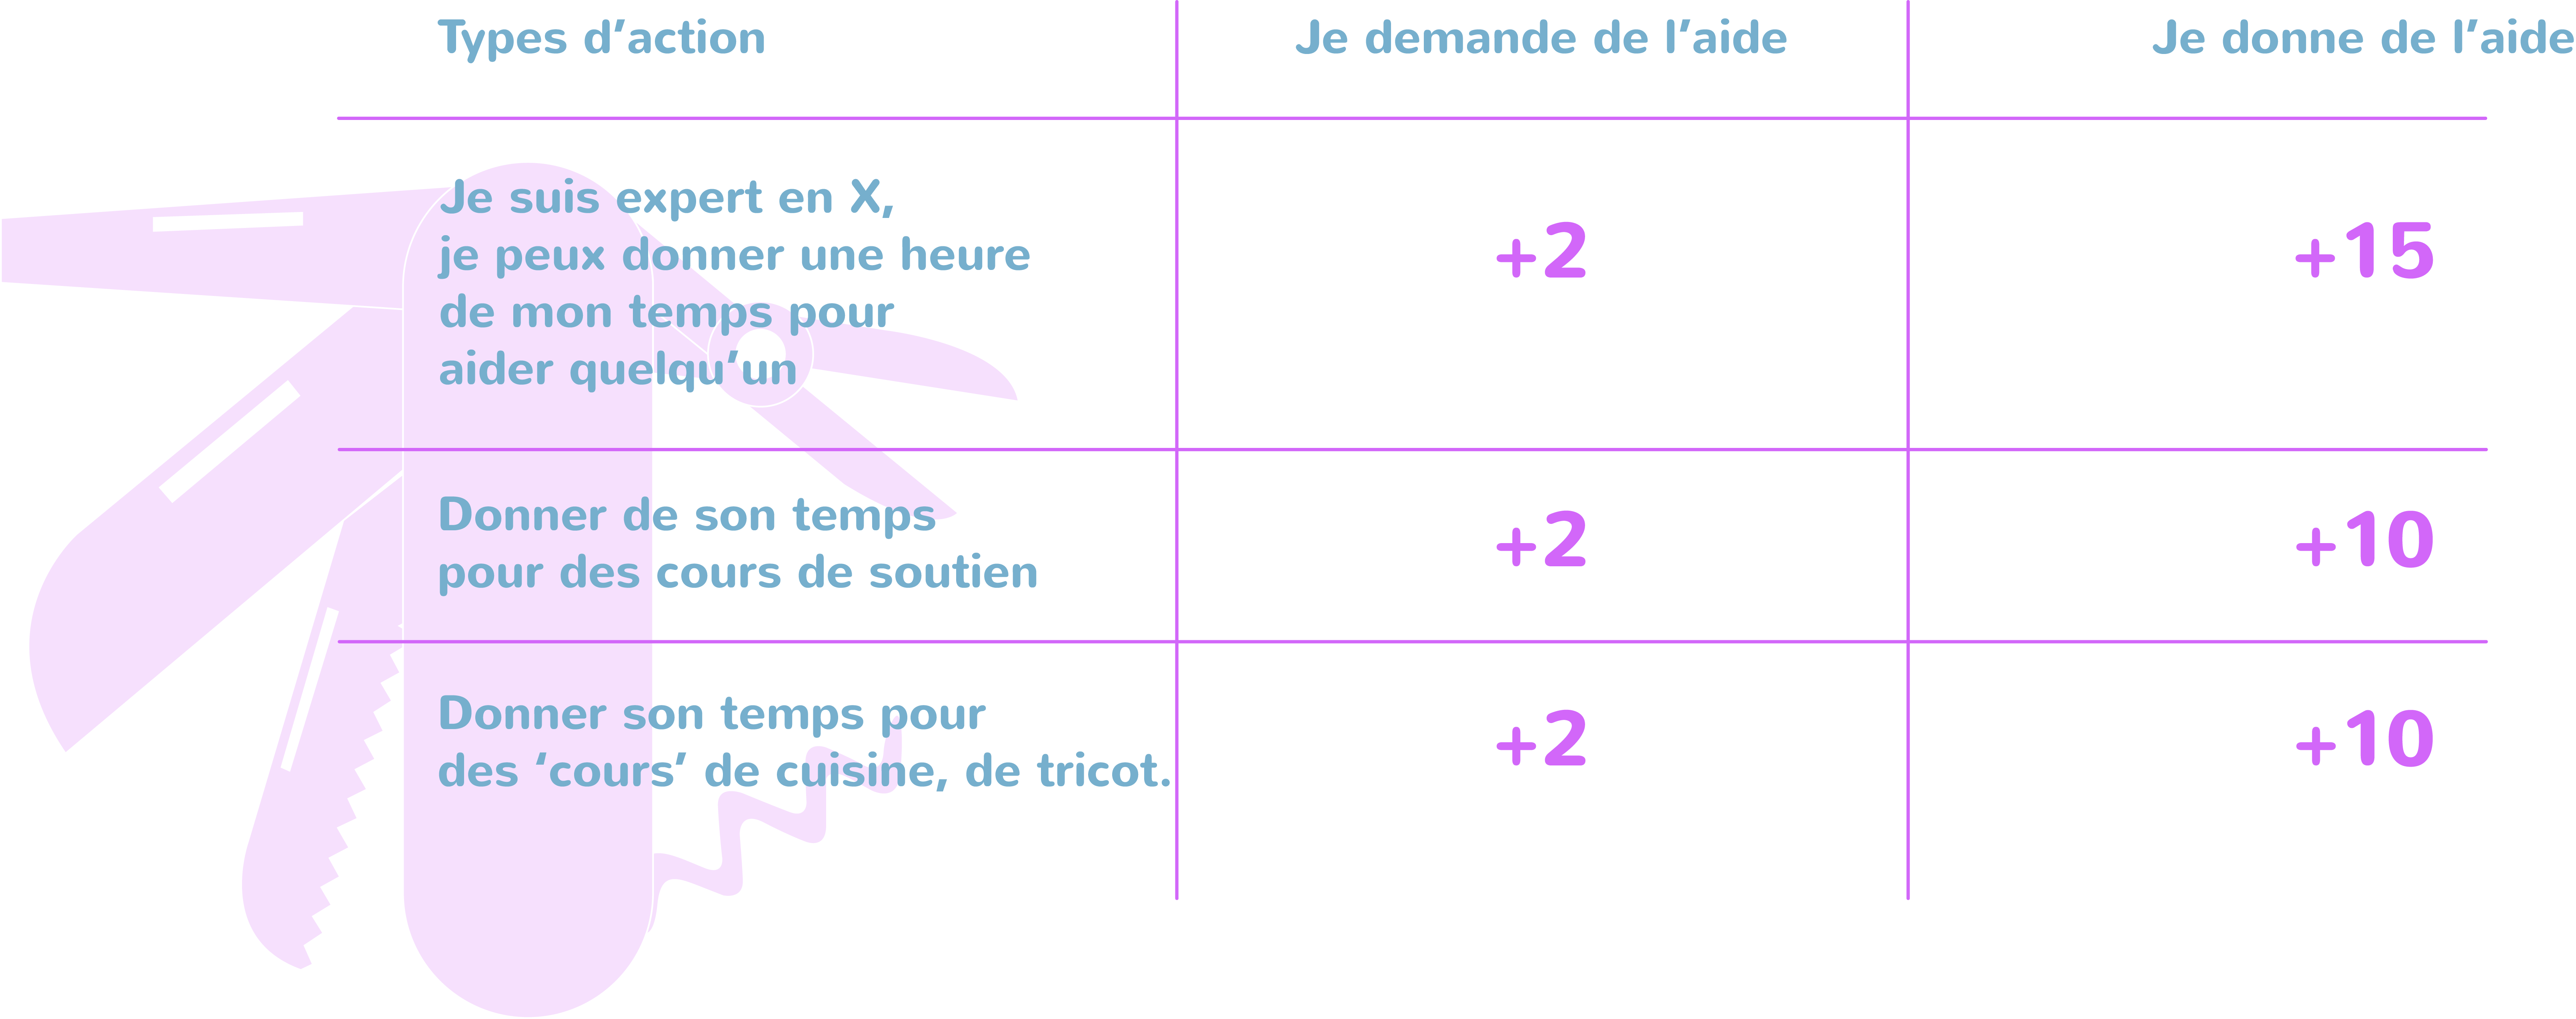 Types d’action
Je demande de l’aide
Je donne de l’aide
Je suis expert en X,
je peux donner une heure
de mon temps pour
aider quelqu’un
+2
+15
Donner de son temps
pour des cours de soutien
+2
+10
Donner son temps pour
des ‘cours’ de cuisine, de tricot.
+2
+10